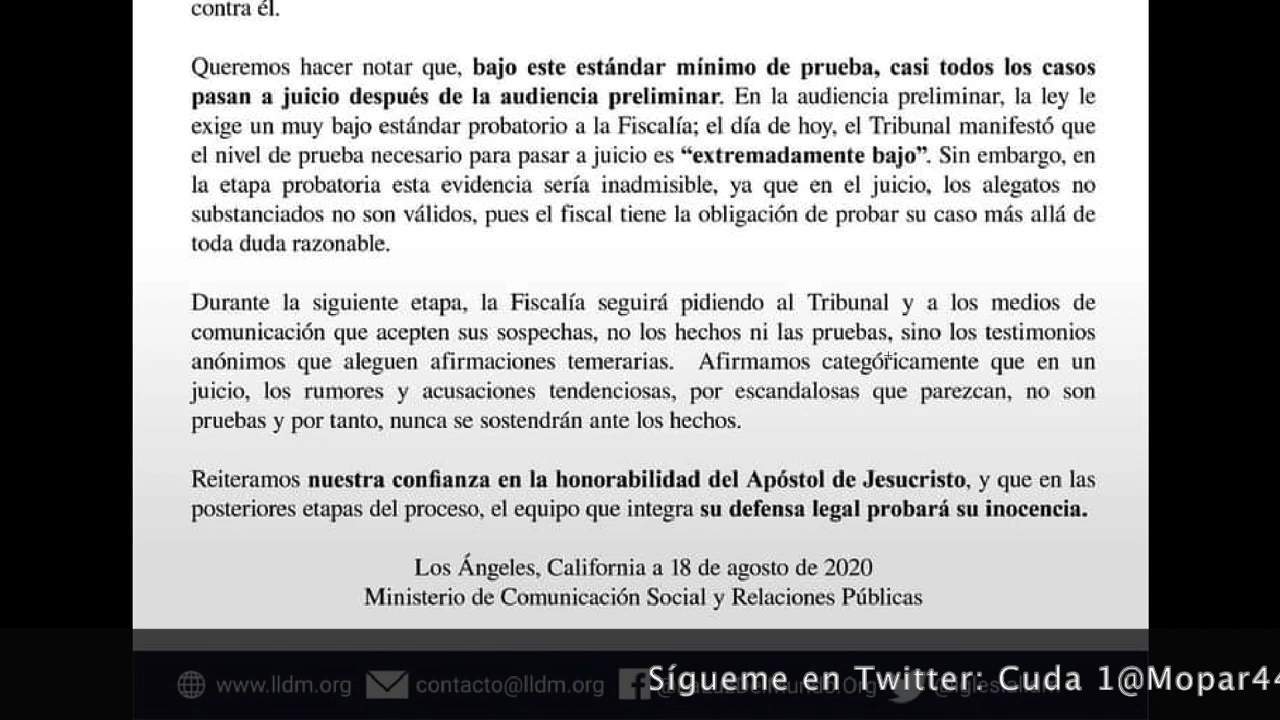 contra él.
Queremos hacer notar que, bajo este estándar mínimo de prueba, casi todos los casos
pasan a juicio después de la audiencia preliminar. En la audiencia preliminar, la ley le
exige un muy bajo estándar probatorio a la Fiscalía; el día de hoy, el Tribunal manifestó que
el nivel de prueba necesario para pasar a juicio es “extremadamente bajo”. Sin embargo, en
la etapa probatoria esta evidencia sería inadmisible, ya que en el juicio, los alegatos no
substanciados no son válidos, pues el fiscal tiene la obligación de probar su caso más allá de
toda duda razonable.
Durante la siguiente etapa, la Fiscalía seguirá pidiendo al Tribunal y a los medios de
comunicación que acepten sus sospechas, no los hechos ni las pruebas, sino los testimonios
anónimos que aleguen afirmaciones temerarias. Afirmamos categóricamente que en un
juicio, los rumores y acusaciones tendenciosas, por escandalosas que parezcan, no son
pruebas y por tanto, nunca se sostendrán ante los hechos.
Reiteramos nuestra confianza en la honorabilidad del Apóstol de Jesucristo, y que en las
posteriores etapas del proceso, el equipo que integra su defensa legal probará su inocencia.
Los Ángeles, California a 18 de agosto de 2020
Ministerio de Comunicación Social y Relaciones Públicas
www.lldm.org contacto@lldm.org
Sígueme en Twitter: Cuda 1@Mopar44